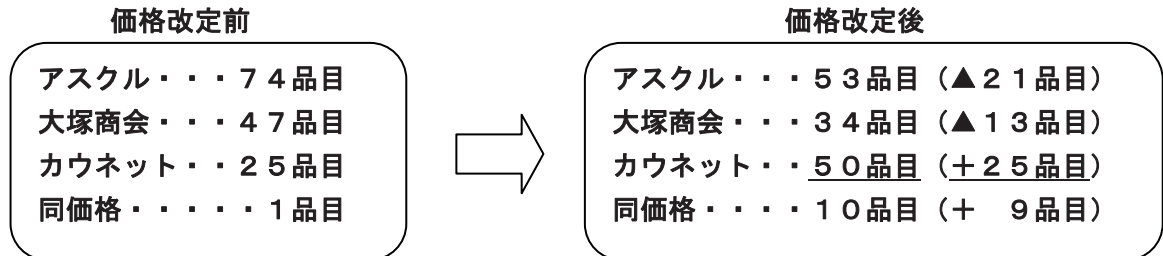 価格改定前
アスクル・・・７４品目
大塚商会・・・４７品目
カウネット・・２５品目
同価格・・・・・１品目
価格改定後
アスクル・・・５３品目（▲２１品目）
大塚商会・・・３４品目（▲１３品目）
カウネット・・５０品目（＋２５品目）
同価格・・・・１０品目（＋　９品目）